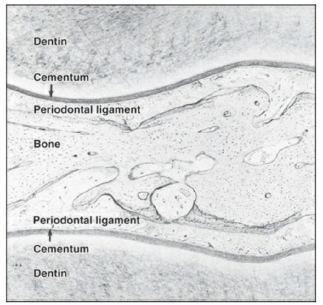 Dentin
Cementum
Periodontal ligament
Bone
Periodontal ligament
Cementum
Dentin